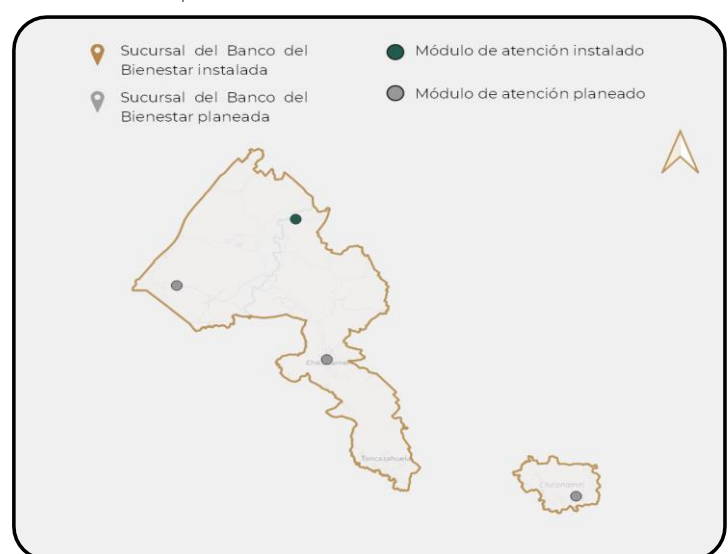 Sucursal del Banco del
Bienestar instalada
Sucursal del Banco del
Bienestar planeada
Módulo de atención instalado
Módulo de atención planeado
Chiconamel